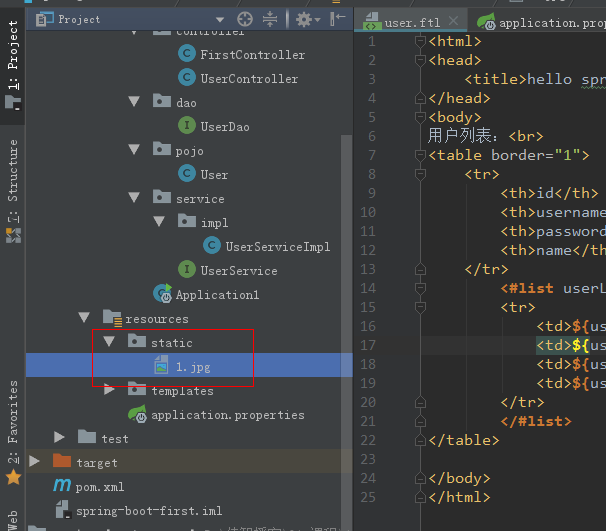 Project
1: Project
Z: Structure
2: Favorites
Web
controller
FirstController
UserController
dao
UserDao
pojo
User
service
impl
UserServiceImpl
UserService
Application1
resources
static
1.jpg
templates
application.properties
test
target
pom.xml
spring-boot-first.iml
user.ftl
application.prop
1 <html>
2 <head>
3 <title>hello spr
4 </head>
5 <body>
6 用户列表：<br>
7 <table border="1">
8 <tr>
9 <th>id</th>
10 <th>username
11 <th>password
12 <th>name</th
13 </tr>
14 <#list userL
15 <tr>
16 <td>${us
17 <td>${us
18 <td>${us
19 <td>${us
20 </tr>
21 </#list>
22 </table>
23
24 </body>
25 </html>